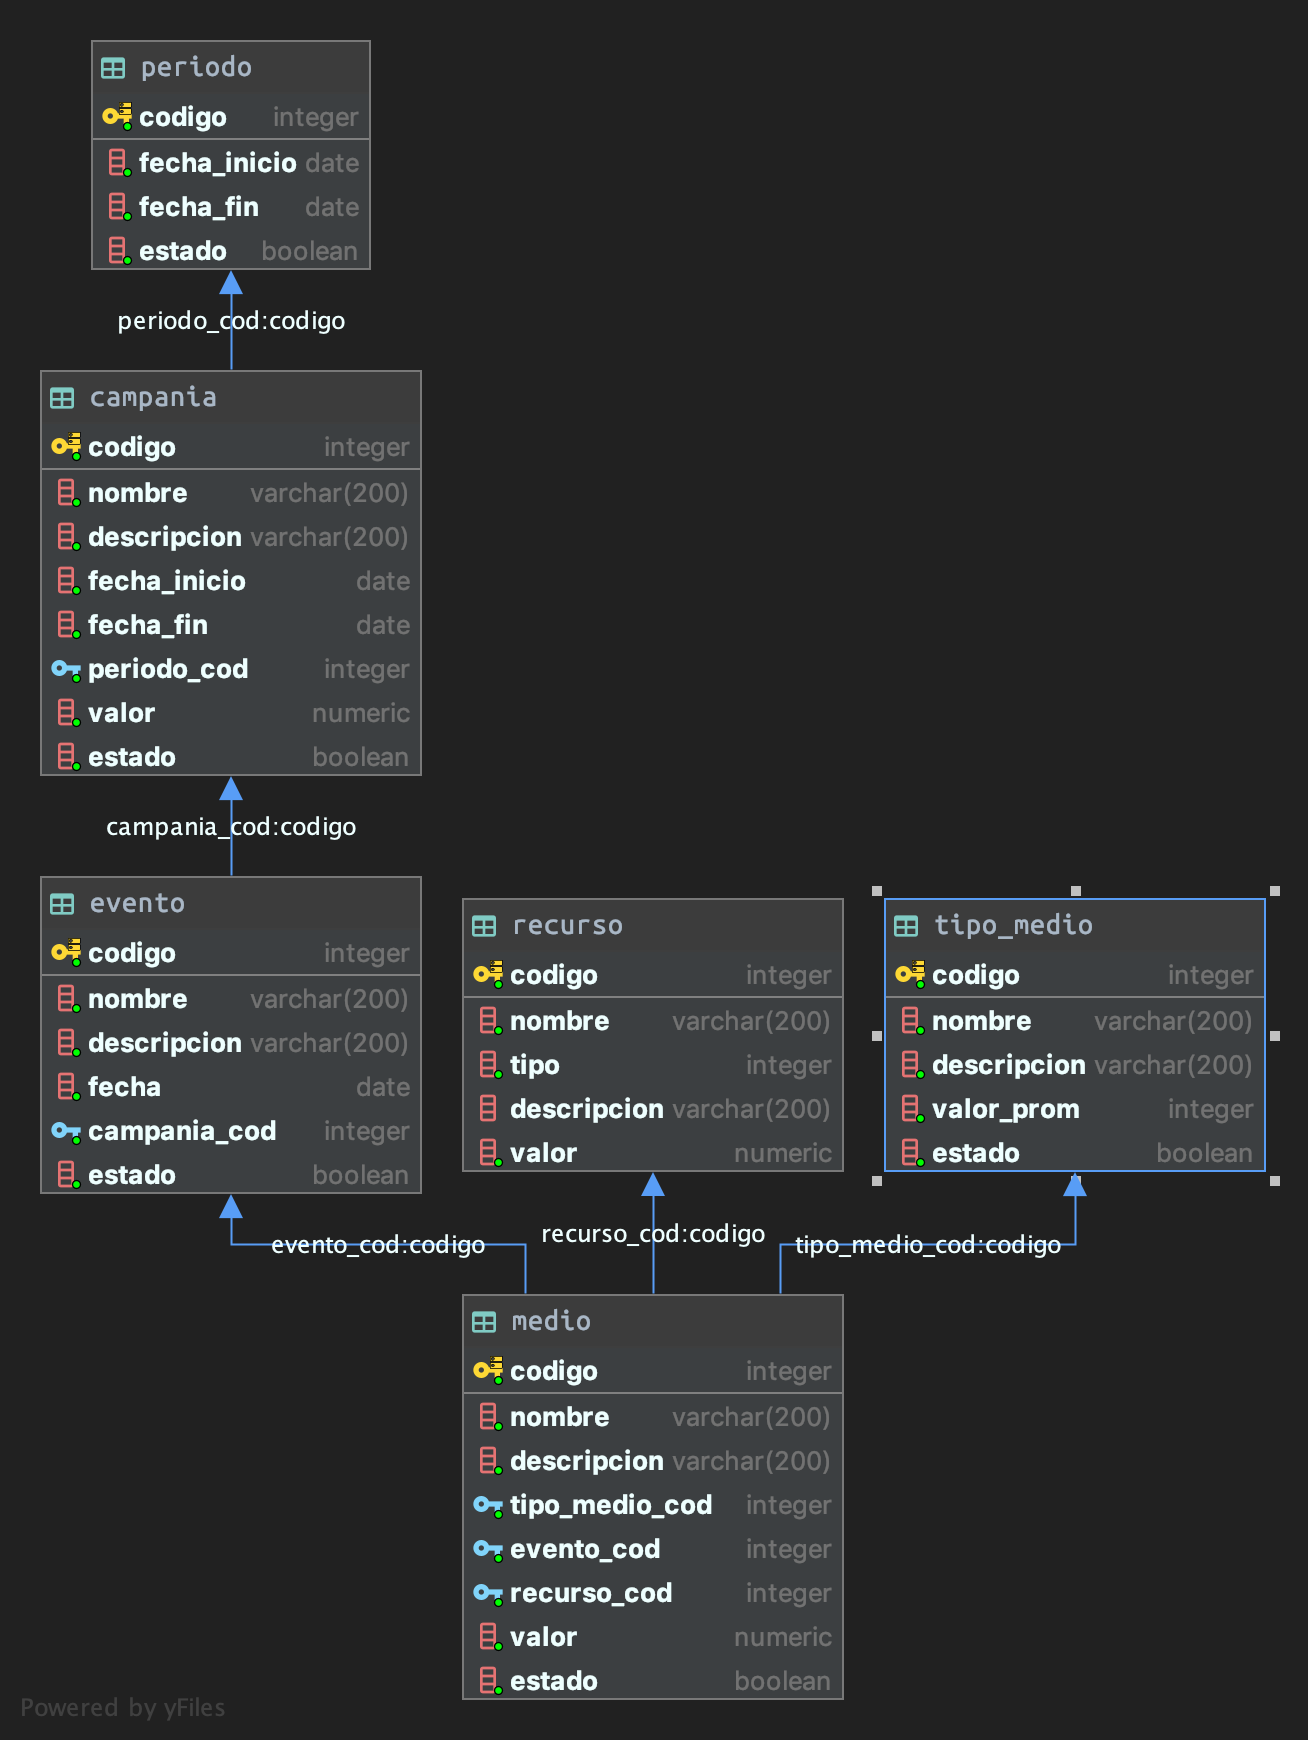 periodo
codigo integer
fecha_inicio date
fecha_fin date
estado boolean
periodo_cod:codigo
campania
codigo integer
nombre varchar(200)
descripcion varchar(200)
fecha_inicio date
fecha_fin date
periodo_cod integer
valor numeric
estado boolean
campania_cod:codigo
evento
codigo integer
nombre varchar(200)
descripcion varchar(200)
fecha date
campania_cod integer
estado boolean
recurso
codigo integer
nombre varchar(200)
tipo integer
descripcion varchar(200)
valor numeric
tipo_medio
codigo integer
nombre varchar(200)
descripcion varchar(200)
valor_prom integer
estado boolean
evento_cod:codigo
recurso_cod:codigo
tipo_medio_cod:codigo
medio
codigo integer
nombre varchar(200)
descripcion varchar(200)
tipo_medio_cod integer
evento_cod integer
recurso_cod integer
valor numeric
estado boolean
Powered by yFiles